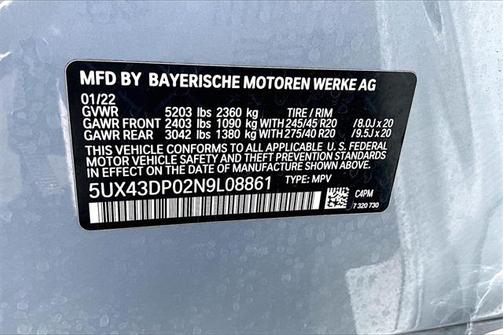 MFD BY BAYERISCHE MOTOREN WERKE AG
01/22
GVWR 5203 lbs 2360 kg TIRE / RIM
GAWR FRONT 2403 lbs 1090 kg 245/45 R20 /8.0J x 20
GAWR REAR 3042 lbs 1380 kg 275/40 R20 /9.5J x 20
THIS VEHICLE CONFORMS TO ALL APPLICABLE U. S. FEDERAL
MOTOR VEHICLE SAFETY, BUMPER, AND THEFT PREVENTION
STANDARDS IN EFFECT ON THE DATE OF MANUFACTURE SHOWN ABOVE.
5UX43DP02N9L08861 TYPE: MPV
C4PM
7 320 730